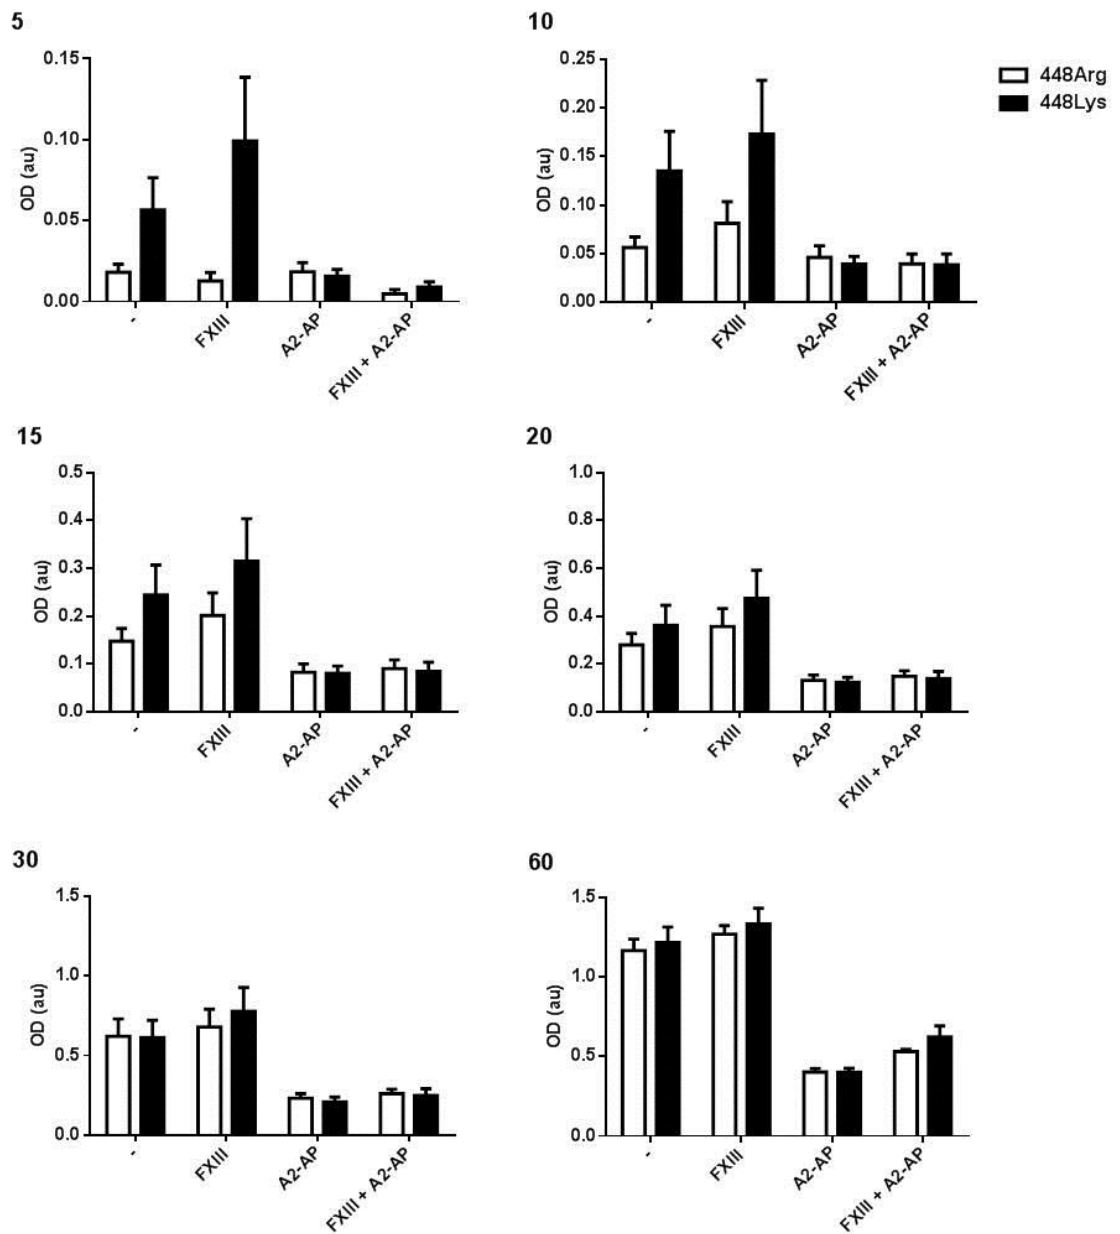 5
0.15
0.10
0.05
0.00
OD (au)
-
FXIII
A2-AP
FXIII + A2-AP
10
0.25
0.20
0.15
0.10
0.05
0.00
OD (au)
-
FXIII
A2-AP
FXIII + A2-AP
448Arg
448Lys
15
0.5
0.4
0.3
0.2
0.1
0.0
OD (au)
-
FXIII
A2-AP
FXIII + A2-AP
20
1.0
0.8
0.6
0.4
0.2
0.0
OD (au)
-
FXIII
A2-AP
FXIII + A2-AP
30
1.5
1.0
0.5
0.0
OD (au)
-
FXIII
A2-AP
FXIII + A2-AP
60
1.5
1.0
0.5
0.0
OD (au)
-
FXIII
A2-AP
FXIII + A2-AP